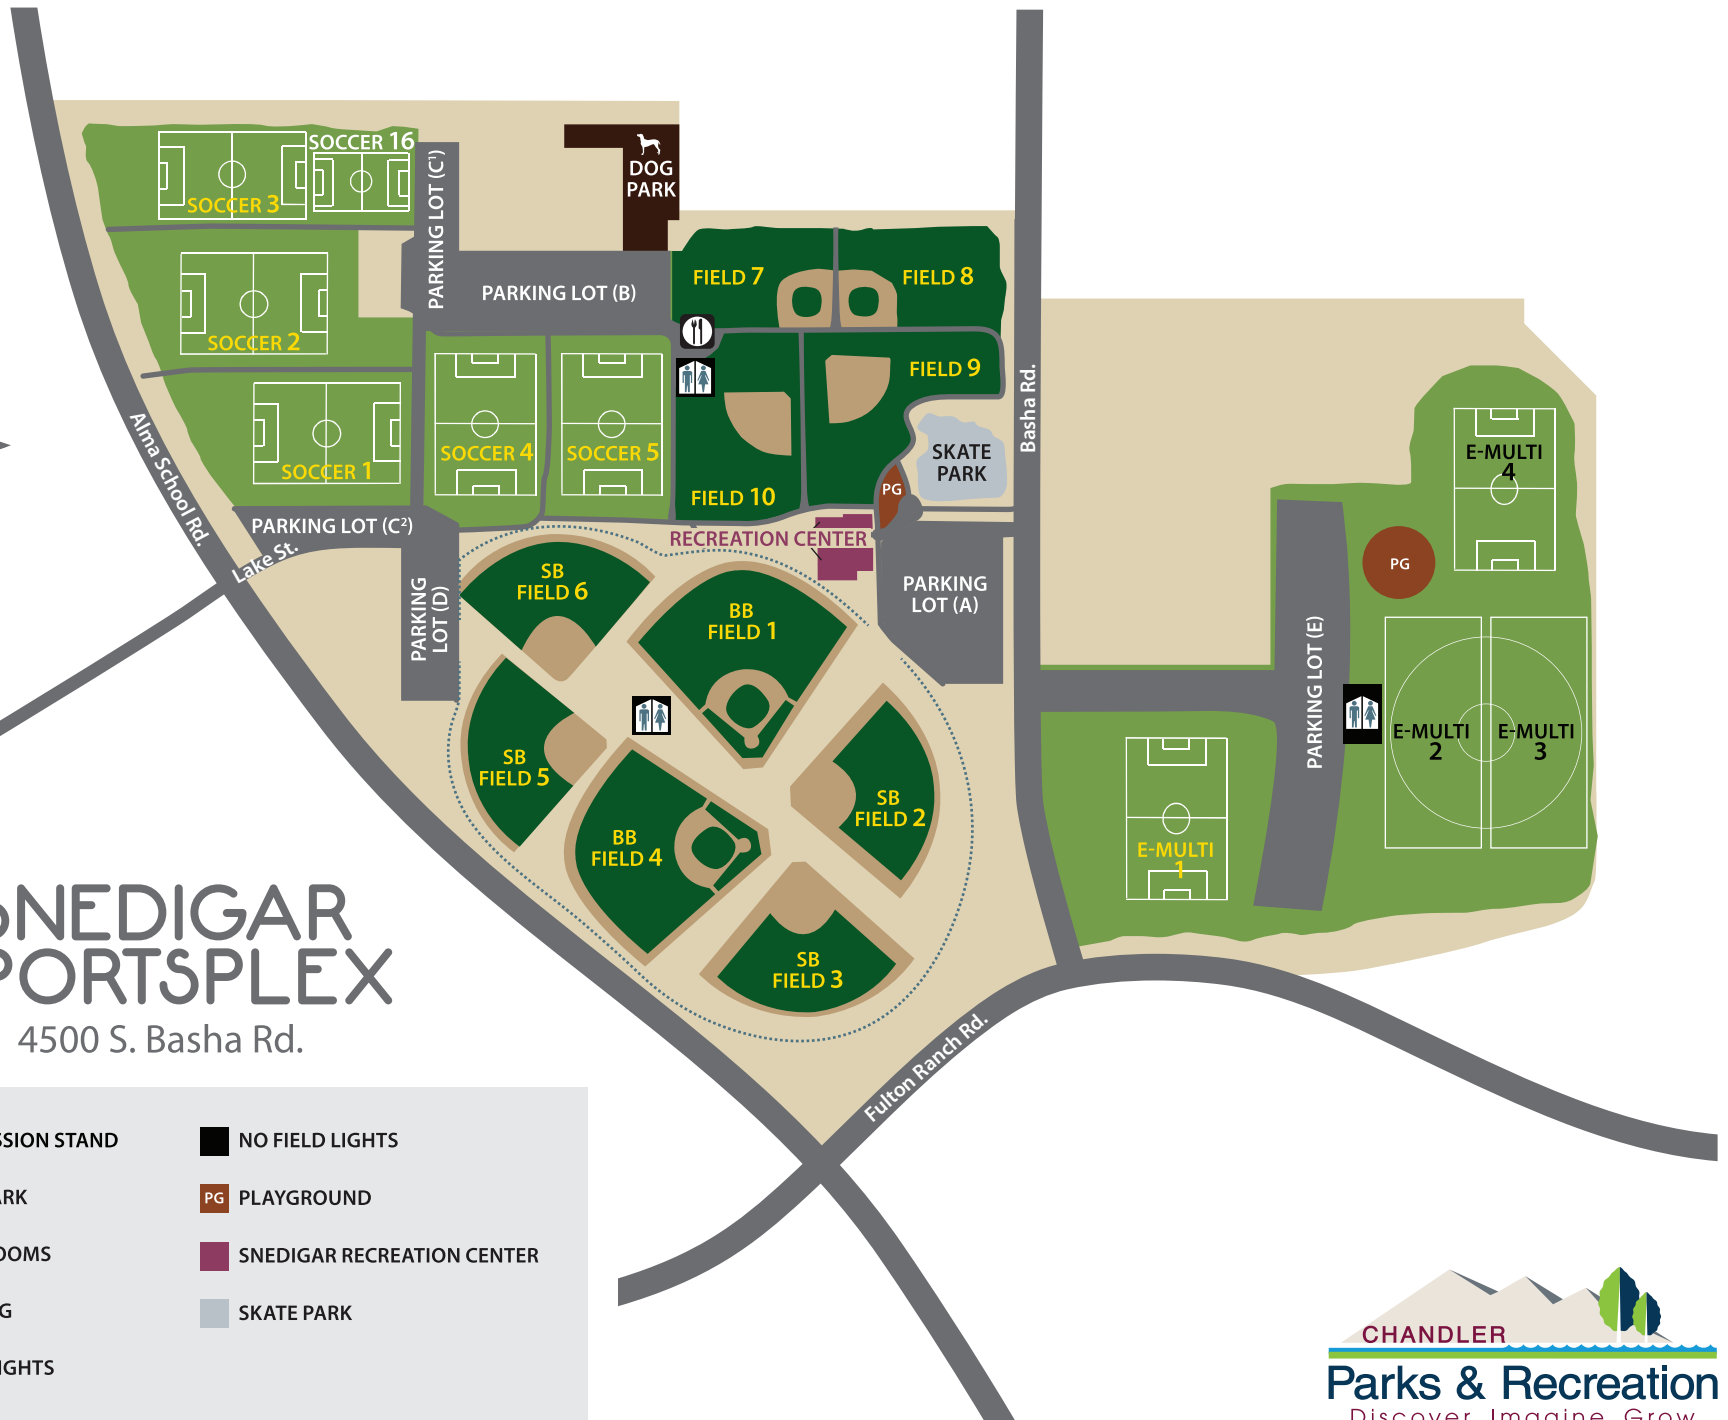 SOCCER 16
SOCCER 3
PARKING LOT (C¹)
DOG
PARK
SOCCER 2
PARKING LOT (B)
FIELD 7
FIELD 8
FIELD 9
SOCCER 1
SOCCER 4
SOCCER 5
FIELD 10
SKATE
PARK
PG
Basha Rd.
Alma School Rd.
PARKING LOT (C²)
Lake St.
RECREATION CENTER
PARKING
LOT (A)
PARKING
LOT (D)
SB
FIELD 6
BB
FIELD 1
SB
FIELD 5
BB
FIELD 4
SB
FIELD 2
SB
FIELD 3
E-MULTI
4
PG
PARKING LOT (E)
E-MULTI
2
E-MULTI
3
E-MULTI
1
Fulton Ranch Rd.
SNEDIGAR
PORTSPLEX
4500 S. Basha Rd.
SSION STAND
ARK
OOMS
G
IGHTS
NO FIELD LIGHTS
PG PLAYGROUND
SNEDIGAR RECREATION CENTER
SKATE PARK
CHANDLER
Parks & Recreation
Discover. Imagine. Grow.